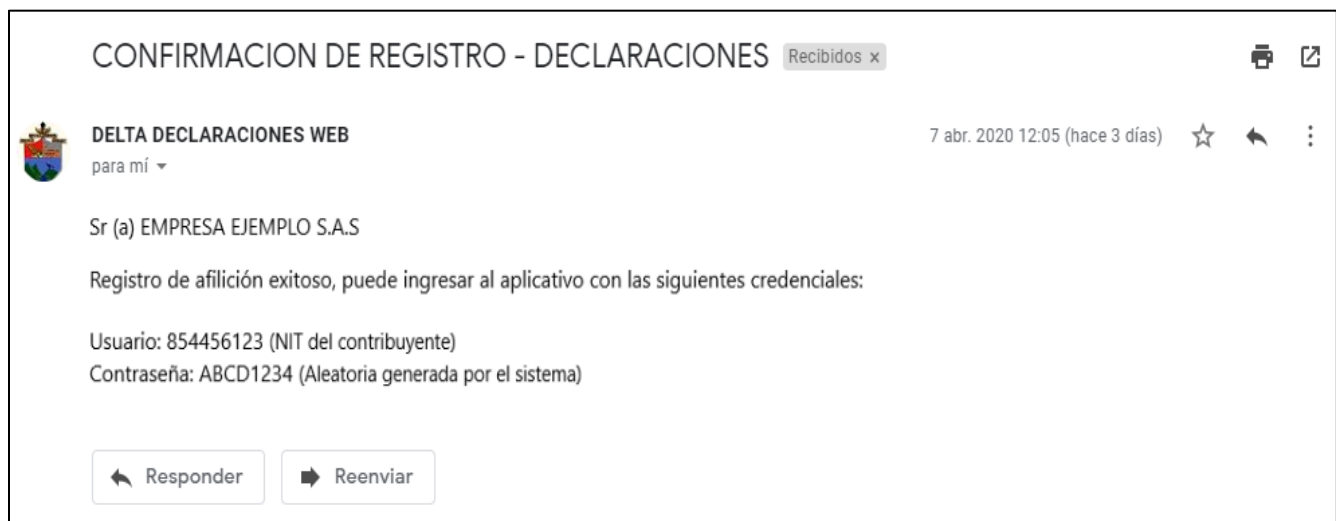 CONFIRMACION DE REGISTRO - DECLARACIONES Recibidos x
DELTA DECLARACIONES WEB 7 abr. 2020 12:05 (hace 3 días)
para mí
Sr (a) EMPRESA EJEMPLO S.A.S
Registro de afilición exitoso, puede ingresar al aplicativo con las siguientes credenciales:
Usuario: 854456123 (NIT del contribuyente)
Contraseña: ABCD1234 (Aleatoria generada por el sistema)
Responder Reenviar